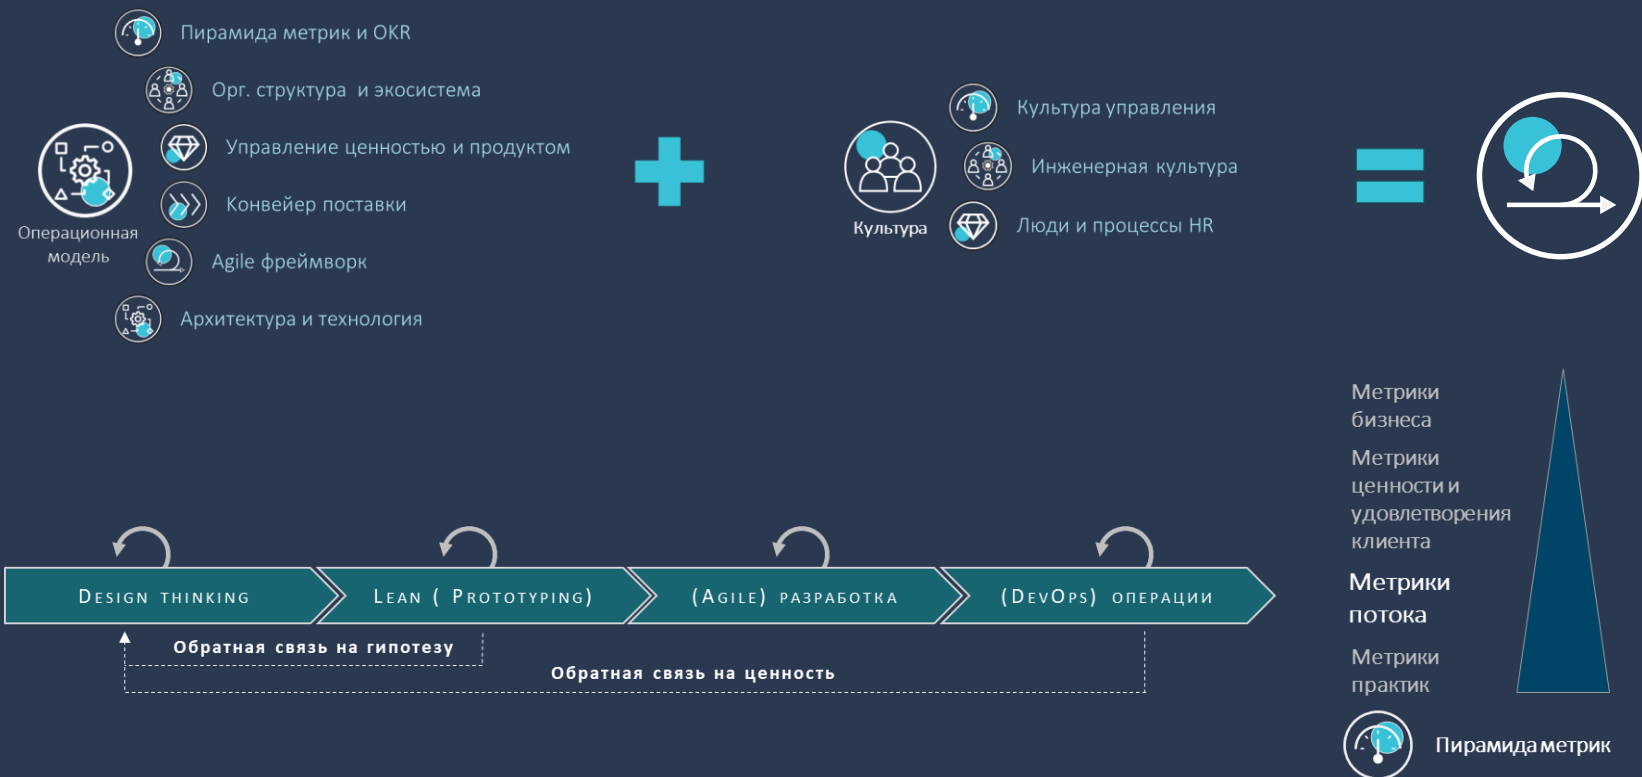 Пирамида метрик и OKR
Орг. структура и экосистема
Управление ценностью и продуктом
Конвейер поставки
Agile фреймворк
Архитектура и технология
Операционная
модель
Культура управления
Инженерная культура
Люди и процессы HR
Культура
Метрики
бизнеса
Метрики
ценности и
удовлетворения
клиента
Метрики
потока
Метрики
практик
Пирамида метрик
Design thinking
Lean ( Prototyping)
(Agile) разработка
(DevOps) операции
Обратная связь на гипотезу
Обратная связь на ценность